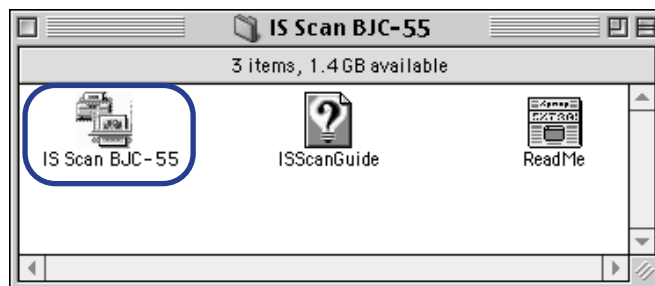 IS Scan BJC-55
3 items, 1.4 GB available
IS Scan BJC-55
ISScanGuide
ReadMe